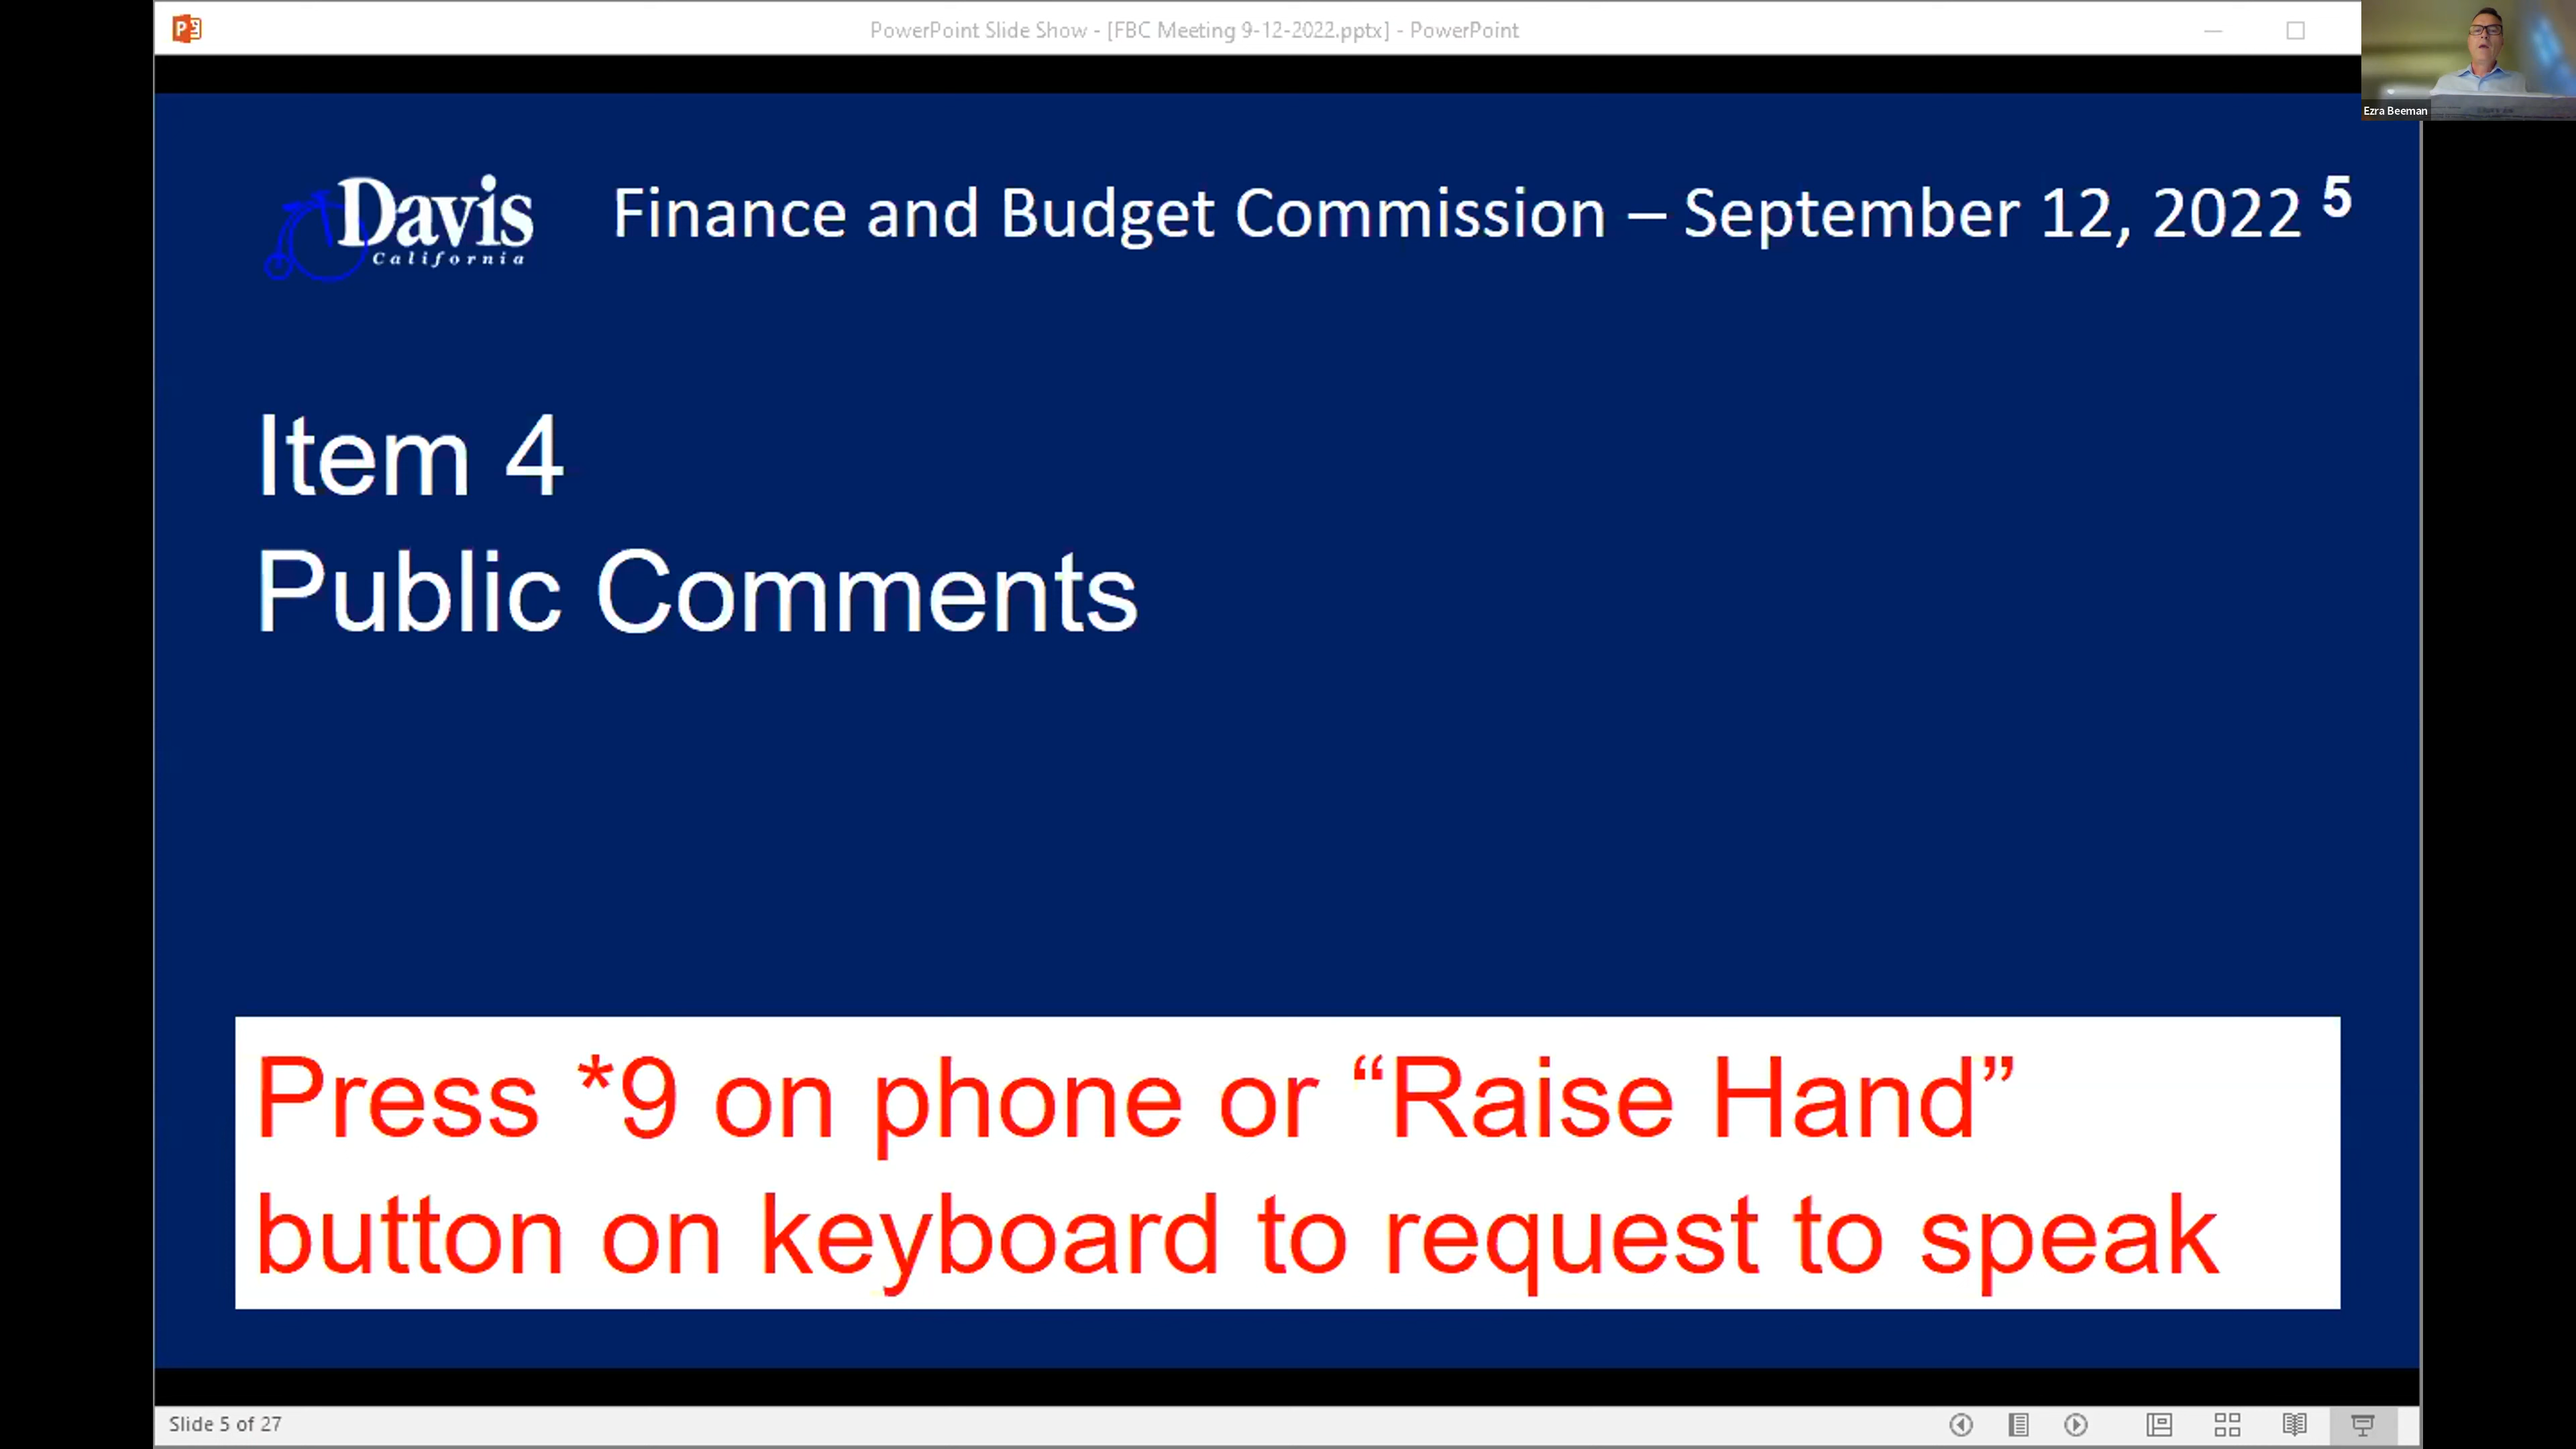 PowerPoint Slide Show - [FBC Meeting 9-12-2022.pptx] - PowerPoint
Ezra Beeman
Davis
California
Finance and Budget Commission – September 12, 2022 5
Item 4
Public Comments
Press *9 on phone or “Raise Hand”
button on keyboard to request to speak
Slide 5 of 27